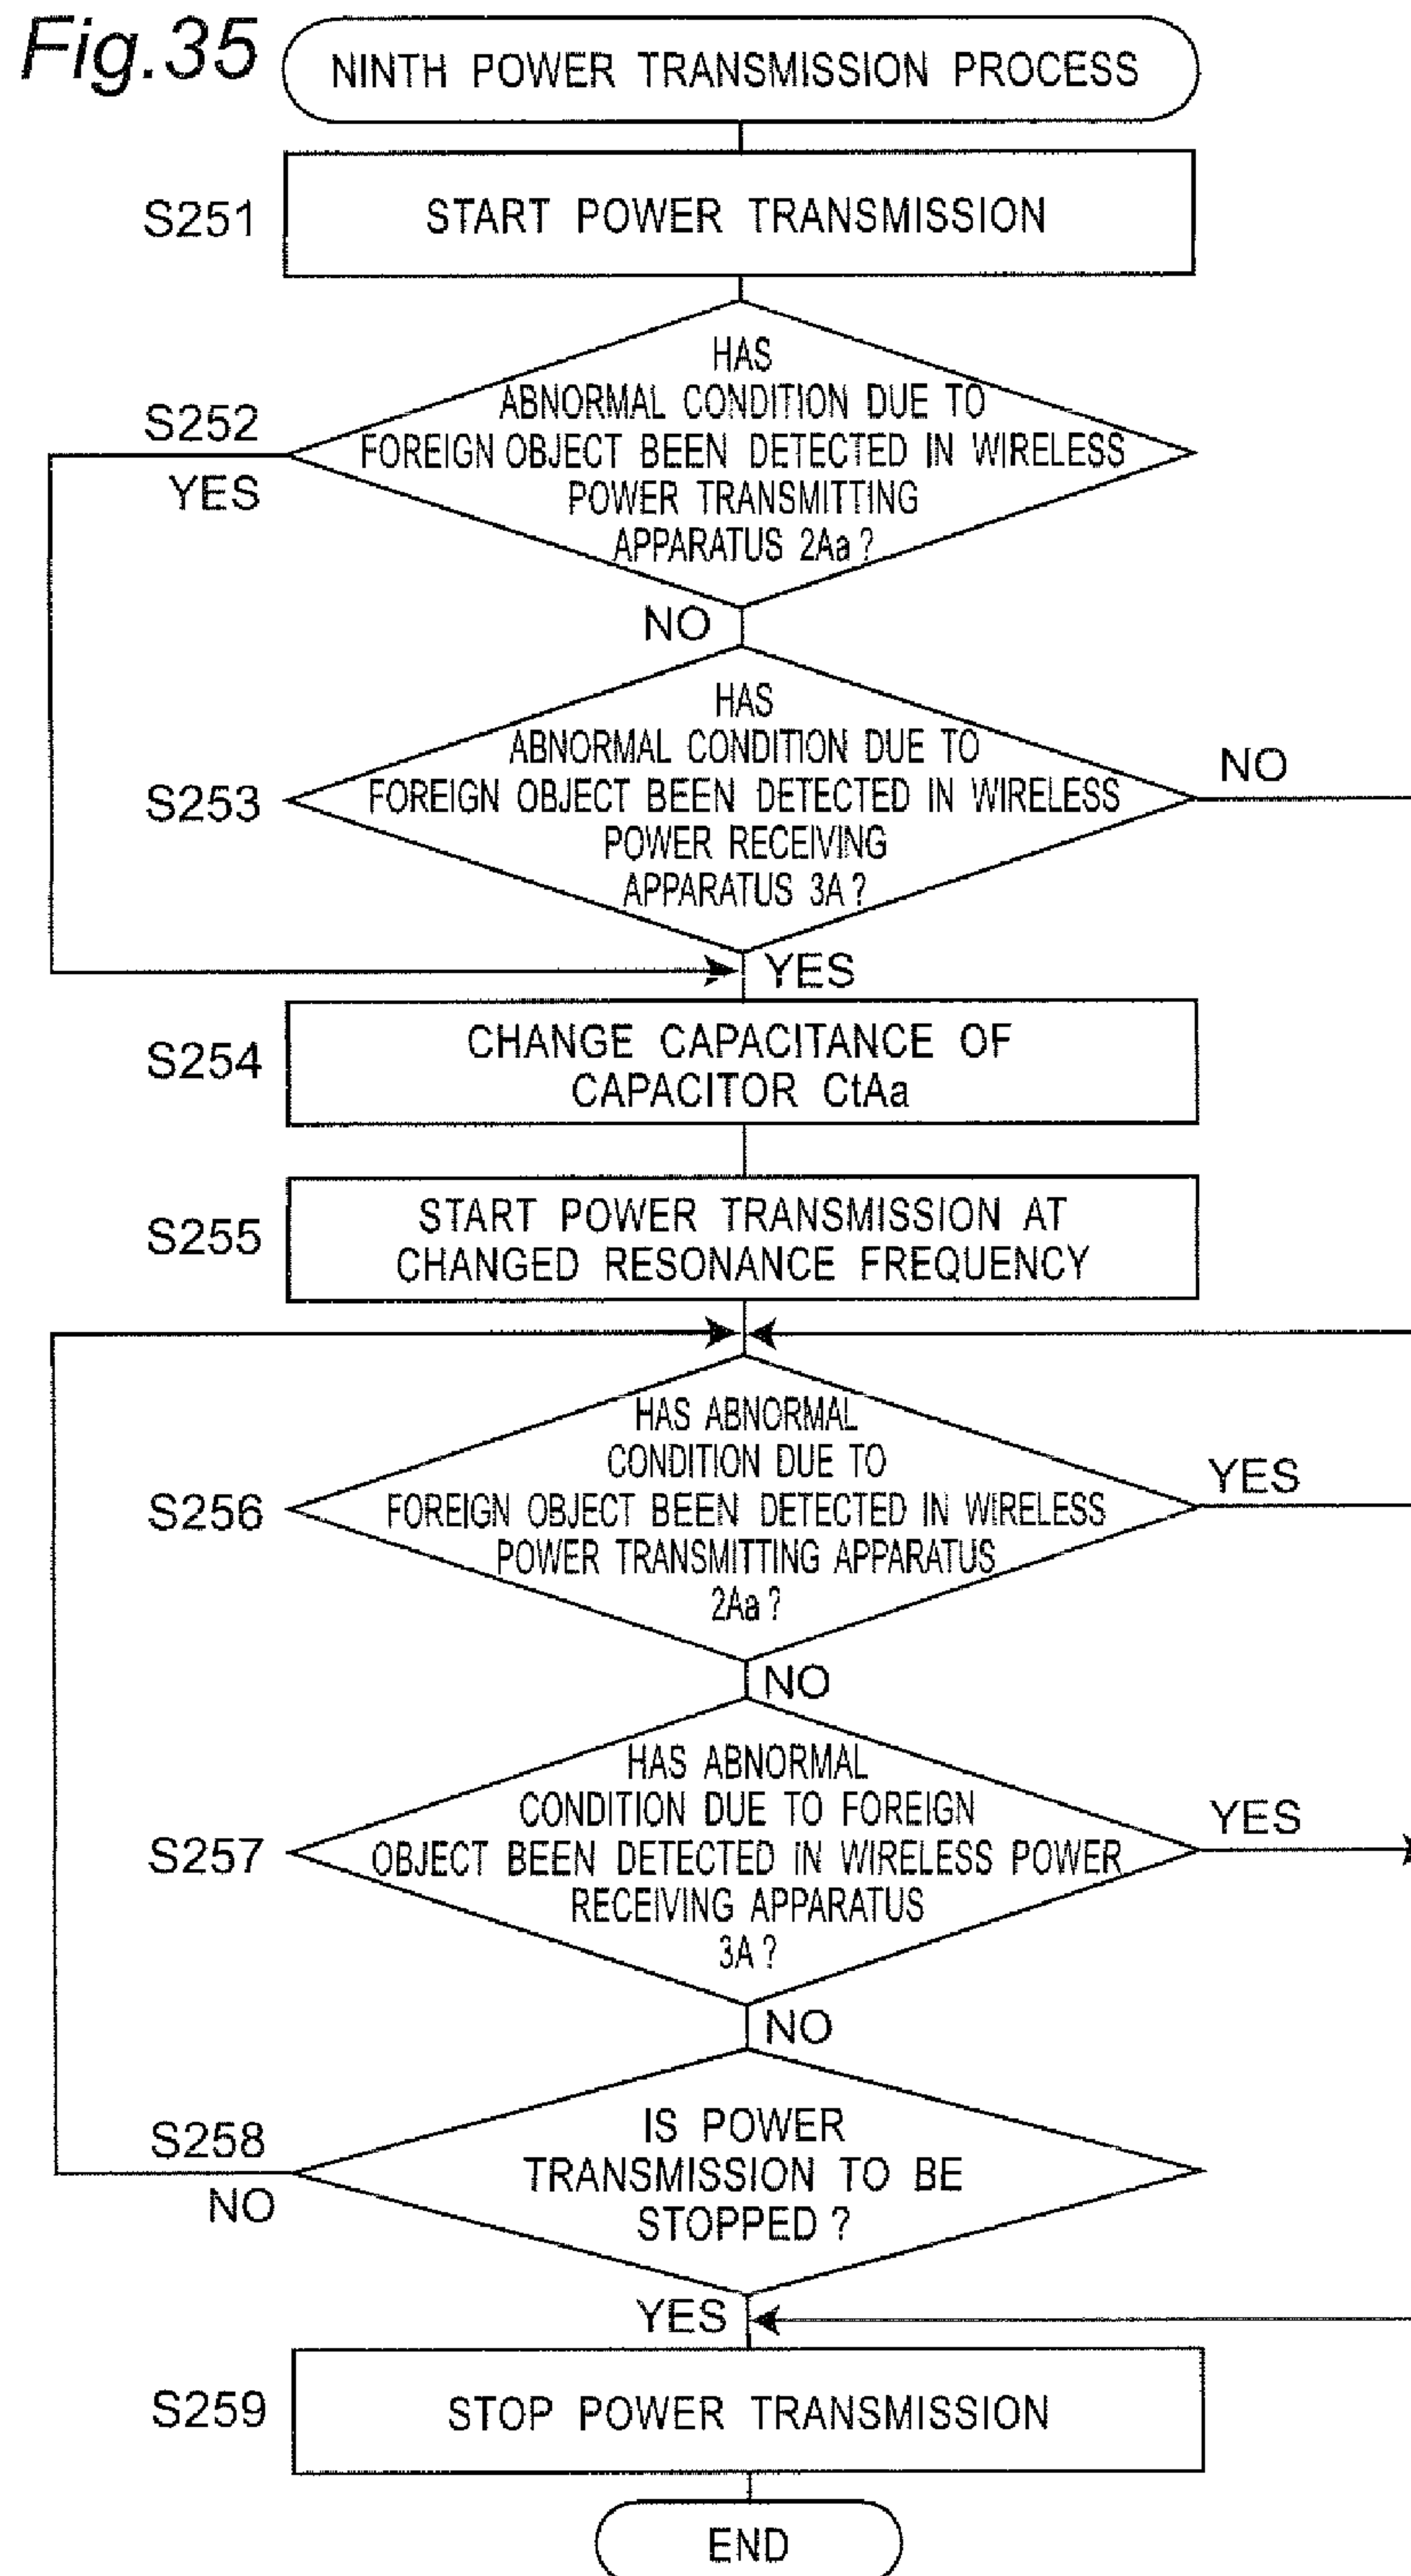 Fig.35
NINTH POWER TRANSMISSION PROCESS
S251
START POWER TRANSMISSION
S252
YES
HAS
ABNORMAL CONDITION DUE TO
FOREIGN OBJECT BEEN DETECTED IN WIRELESS
POWER TRANSMITTING
APPARATUS 2Aa ?
NO
S253
HAS
ABNORMAL CONDITION DUE TO
FOREIGN OBJECT BEEN DETECTED IN WIRELESS
POWER RECEIVING
APPARATUS 3A ?
NO
YES
S254
CHANGE CAPACITANCE OF
CAPACITOR CtAa
S255
START POWER TRANSMISSION AT
CHANGED RESONANCE FREQUENCY
S256
HAS ABNORMAL
CONDITION DUE TO
FOREIGN OBJECT BEEN DETECTED IN WIRELESS
POWER TRANSMITTING APPARATUS
2Aa ?
YES
NO
S257
HAS ABNORMAL
CONDITION DUE TO FOREIGN
OBJECT BEEN DETECTED IN WIRELESS POWER
RECEIVING APPARATUS
3A ?
YES
NO
S258
NO
IS POWER
TRANSMISSION TO BE
STOPPED ?
YES
S259
STOP POWER TRANSMISSION
END